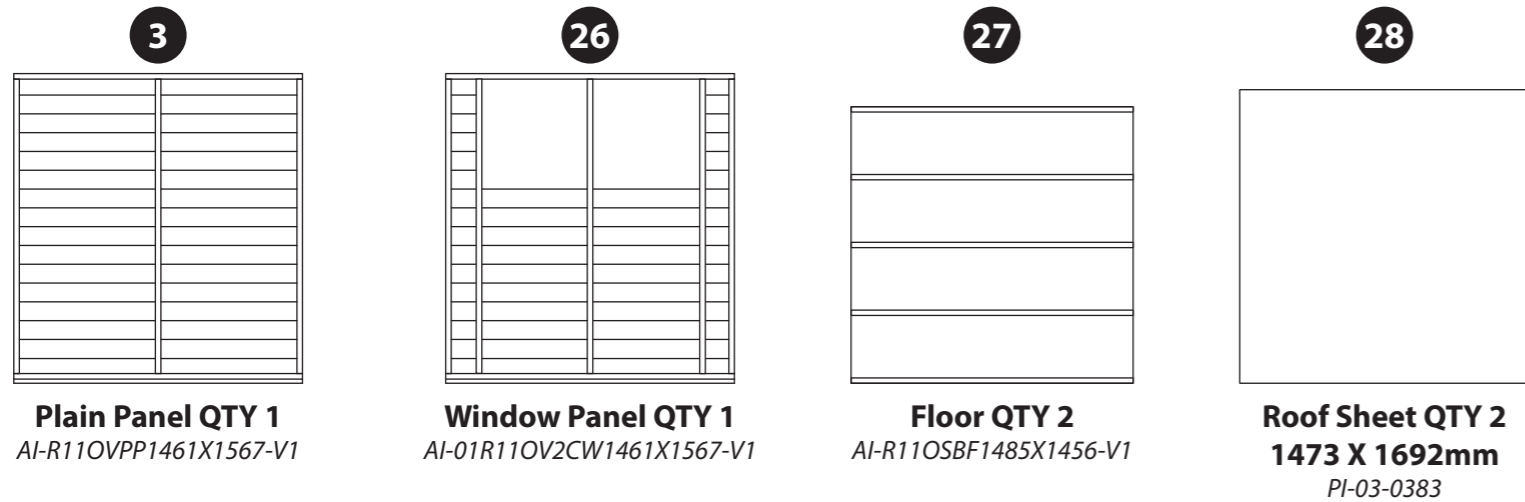 3
26
27
28
Plain Panel QTY 1
AI-R11OVPP1461X1567-V1
Window Panel QTY 1
AI-01R11OV2CW1461X1567-V1
Floor QTY 2
AI-R11OSBF1485X1456-V1
Roof Sheet QTY 2
1473 X 1692mm
PI-03-0383